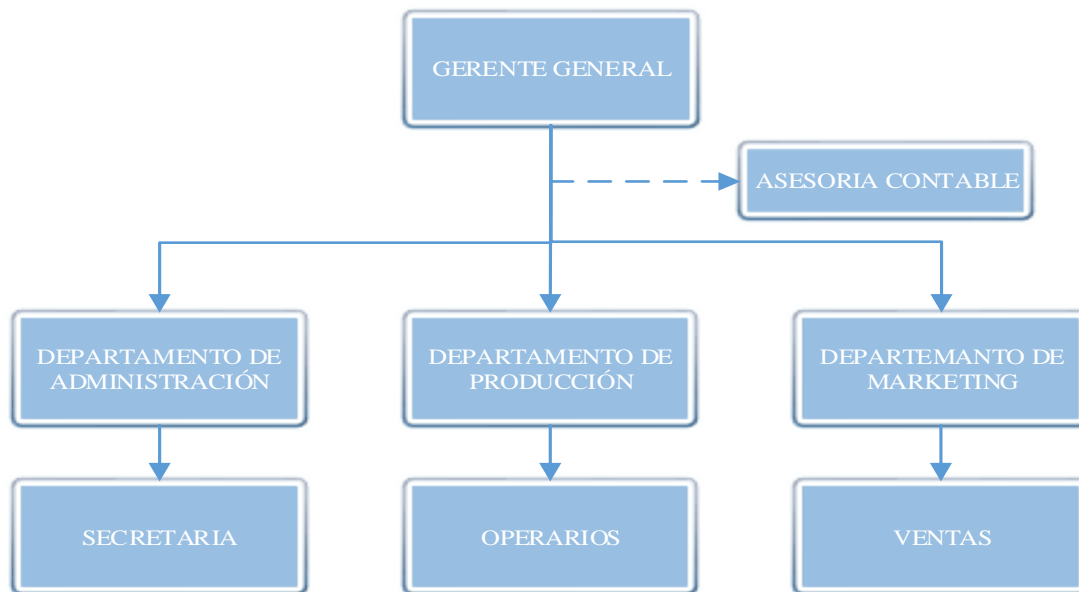 GERENTE GENERAL
ASESORIA CONTABLE
DEPARTAMENTO DE
ADMINISTRACIÓN
DEPARTAMENTO DE
PRODUCCIÓN
DEPARTEMANTO DE
MARKETING
SECRETARIA
OPERARIOS
VENTAS